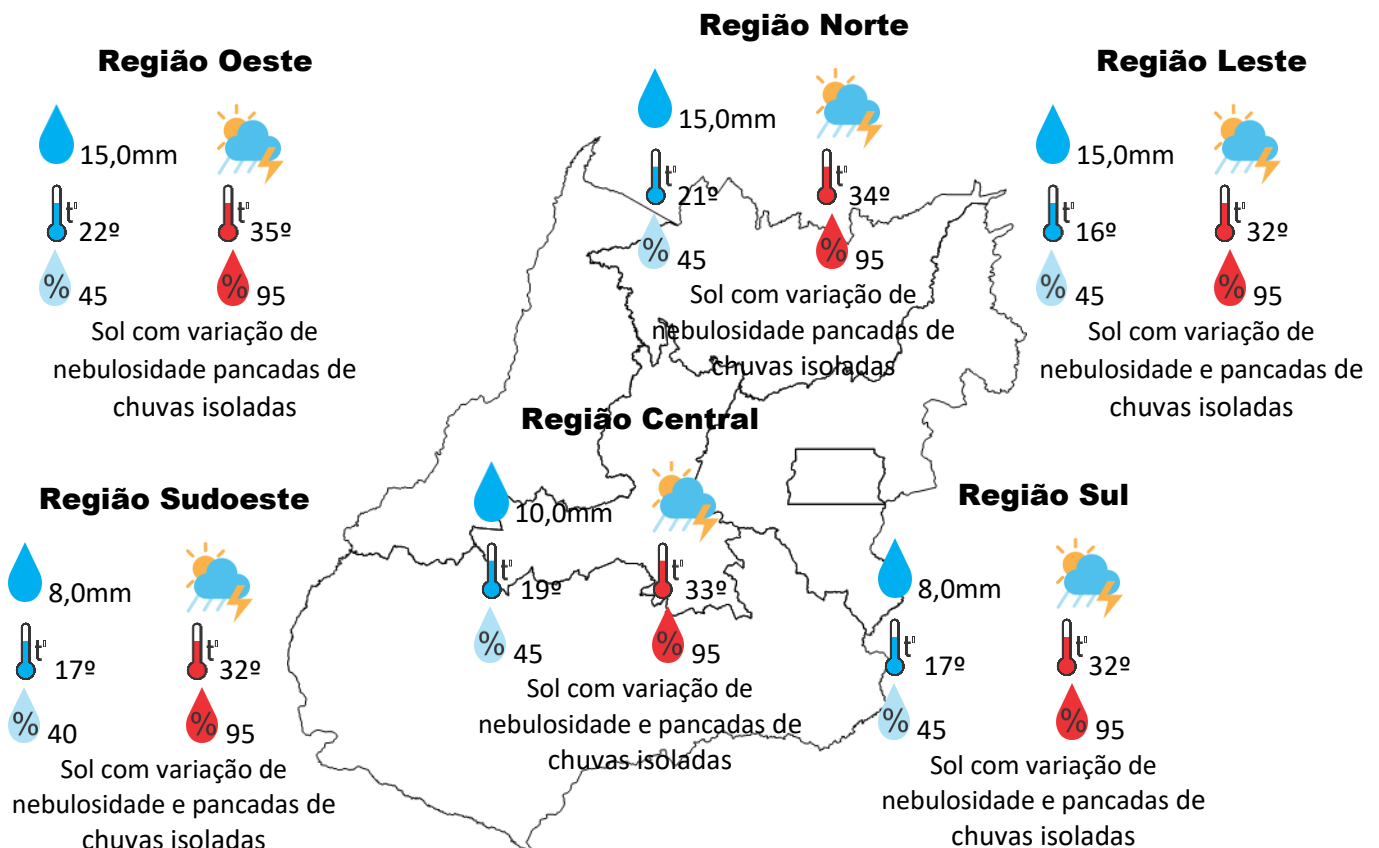 Região Norte
15,0mm
t°
21º
t°
34º
% 45
% 95
Sol com variação de
nebulosidade pancadas de
chuvas isoladas
Região Oeste
15,0mm
t°
22º
t°
35º
% 45
% 95
Sol com variação de
nebulosidade pancadas de
chuvas isoladas
Região Leste
15,0mm
t°
16º
t°
32º
% 45
% 95
Sol com variação de
nebulosidade e pancadas de
chuvas isoladas
Região Central
10,0mm
t°
19º
t°
33º
% 45
% 95
Sol com variação de
nebulosidade e pancadas de
chuvas isoladas
Região Sudoeste
8,0mm
t°
17º
t°
32º
% 40
% 95
Sol com variação de
nebulosidade e pancadas de
chuvas isoladas
Região Sul
8,0mm
t°
17º
t°
32º
% 45
% 95
Sol com variação de
nebulosidade e pancadas de
chuvas isoladas